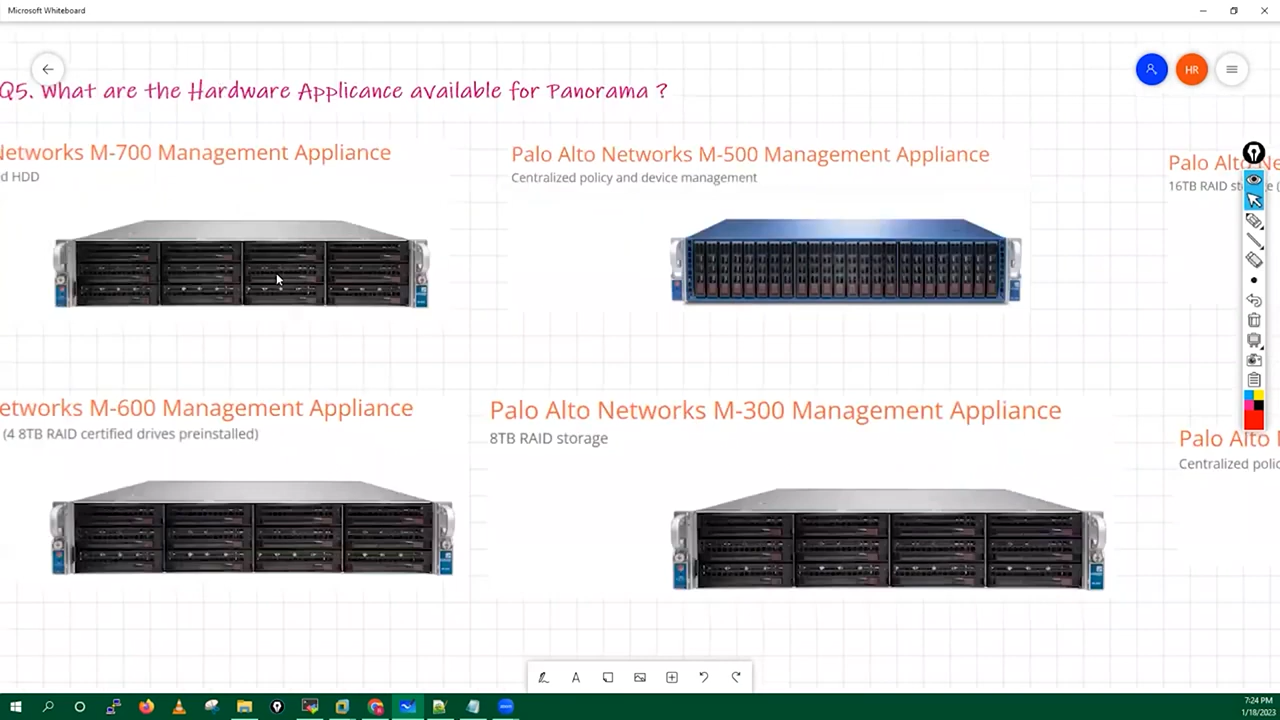 Microsoft Whiteboard
HR
Q5. What are the Hardware Applicance available for Panorama ?
Networks M-700 Management Appliance
d HDD
Palo Alto Networks M-500 Management Appliance
Centralized policy and device management
Palo Alto Ne
16TB RAID storage (
etworks M-600 Management Appliance
(4 8TB RAID certified drives preinstalled)
Palo Alto Networks M-300 Management Appliance
8TB RAID storage
Palo Alto
Centralized polic
7:24 PM
1/18/2023